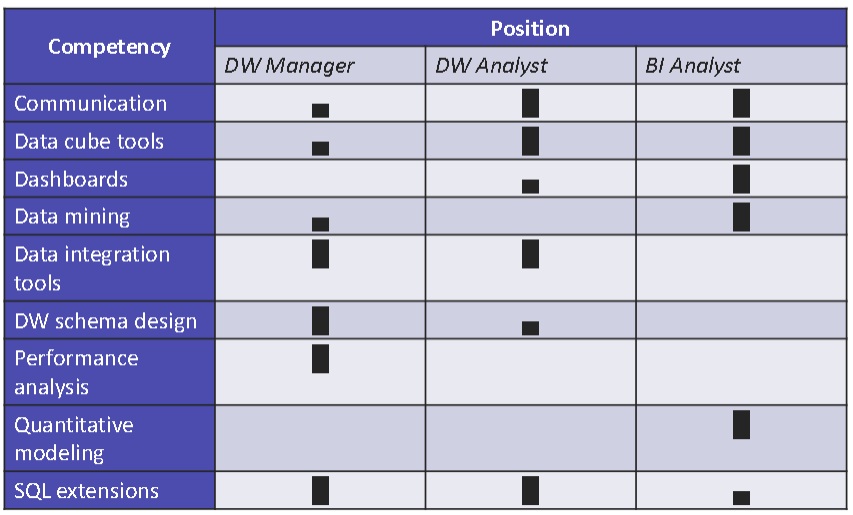 Competency
Position
DW Manager
DW Analyst
BI Analyst
Communication
Data cube tools
Dashboards
Data mining
Data integration
tools
DW schema design
Performance
analysis
Quantitative
modeling
SQL extensions